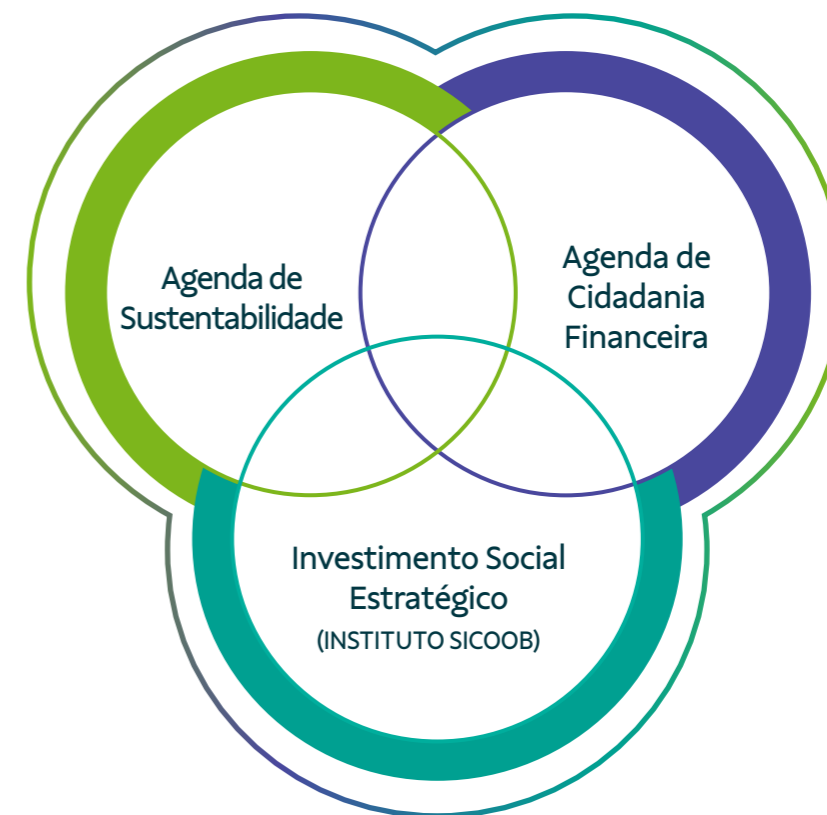 Agenda de
Sustentabilidade
Agenda de
Cidadania
Financeira
Investimento Social
Estratégico
(INSTITUTO SICOOB)